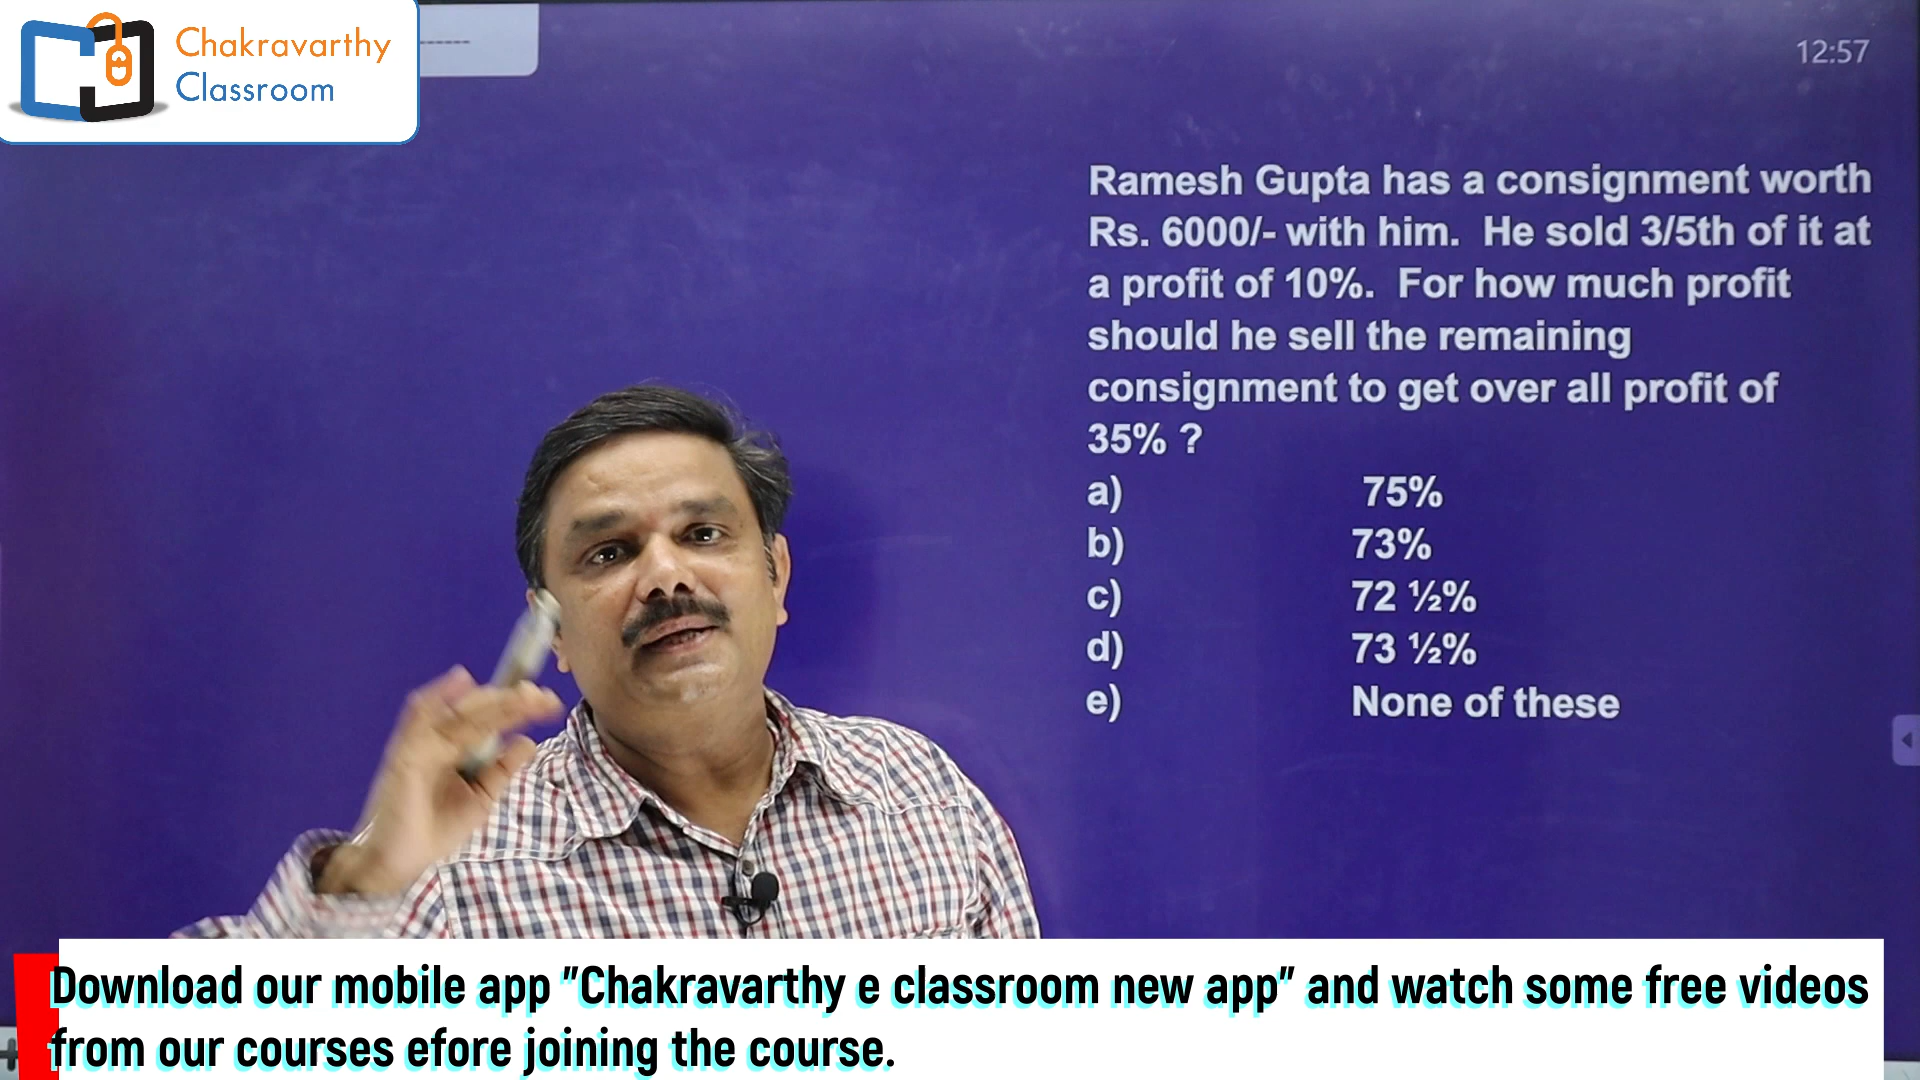 Chakravarthy
Classroom
12:57
Ramesh Gupta has a consignment worth
Rs. 6000/- with him.  He sold 3/5th of it at
a profit of 10%.  For how much profit
should he sell the remaining
consignment to get over all profit of
35% ?
a) 75%
b) 73%
c) 72 ½%
d) 73 ½%
e) None of these
Download our mobile app "Chakravarthy e classroom new app" and watch some free videos
from our courses efore joining the course.